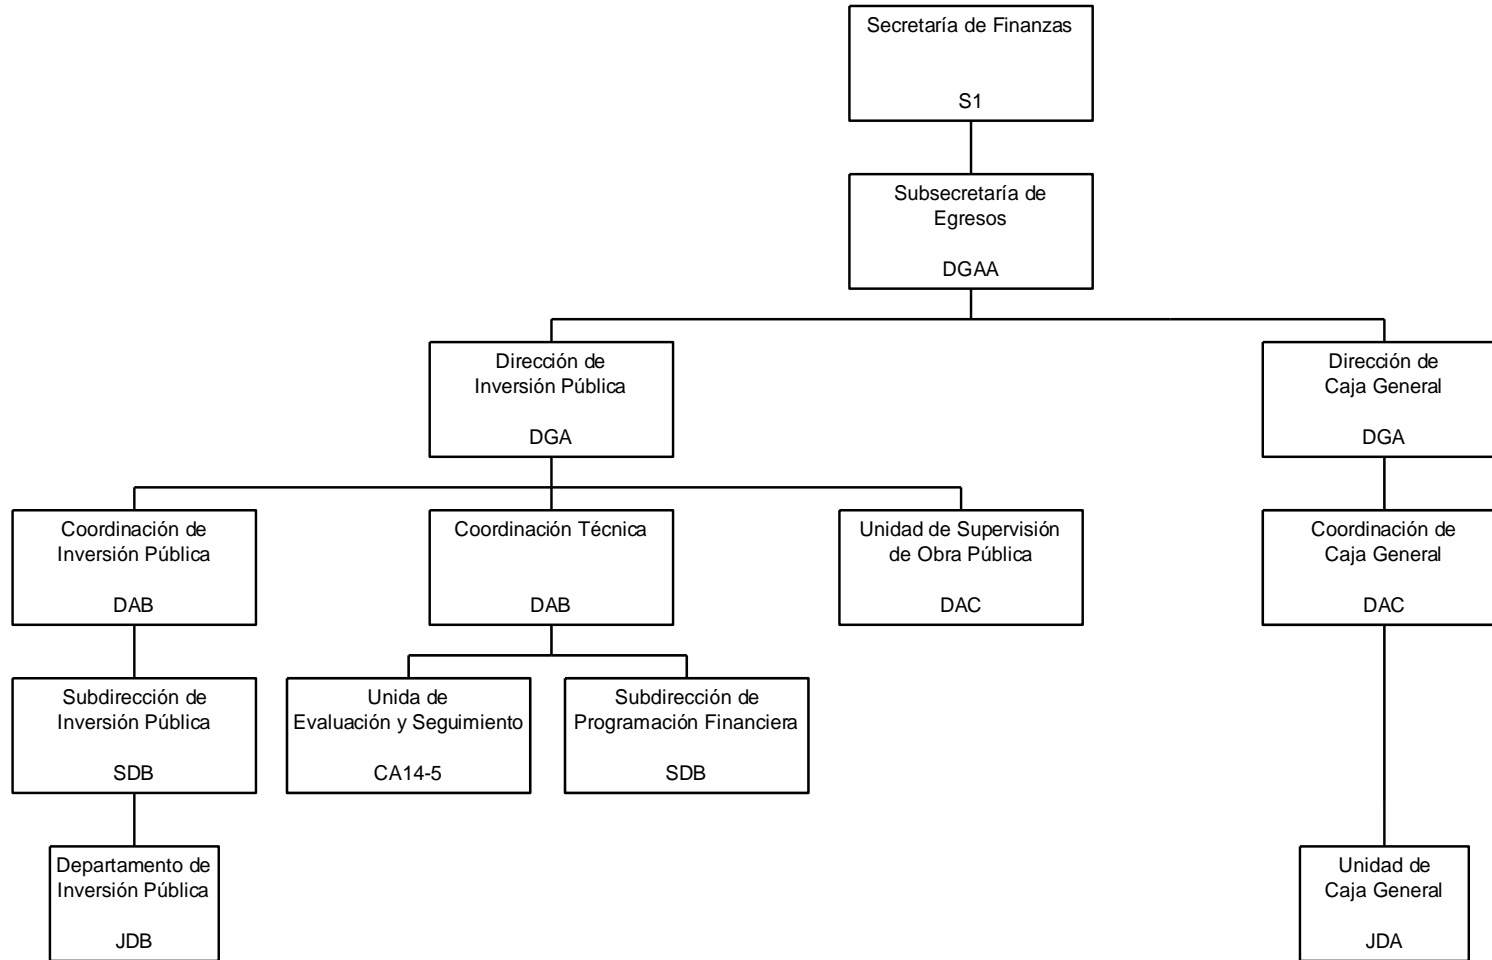 Secretaría de Finanzas
S1
Subsecretaría de
Egresos
DGAA
Dirección de
Inversión Pública
DGA
Dirección de
Caja General
DGA
Coordinación de
Inversión Pública
DAB
Coordinación Técnica
DAB
Unidad de Supervisión
de Obra Pública
DAC
Coordinación de
Caja General
DAC
Subdirección de
Inversión Pública
SDB
Unida de
Evaluación y Seguimiento
CA14-5
Subdirección de
Programación Financiera
SDB
Departamento de
Inversión Pública
JDB
Unidad de
Caja General
JDA